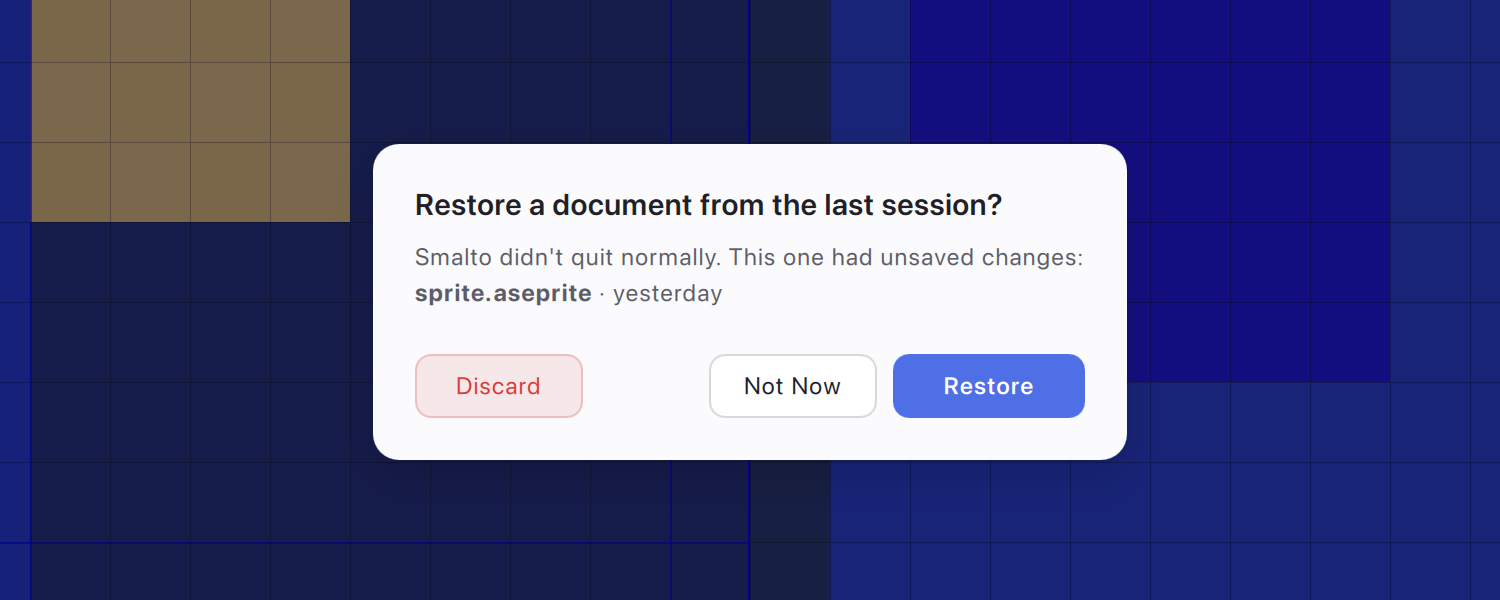 Restore a document from the last session?
Smalto didn't quit normally. This one had unsaved changes:
sprite.aseprite · yesterday
Discard
Not Now
Restore